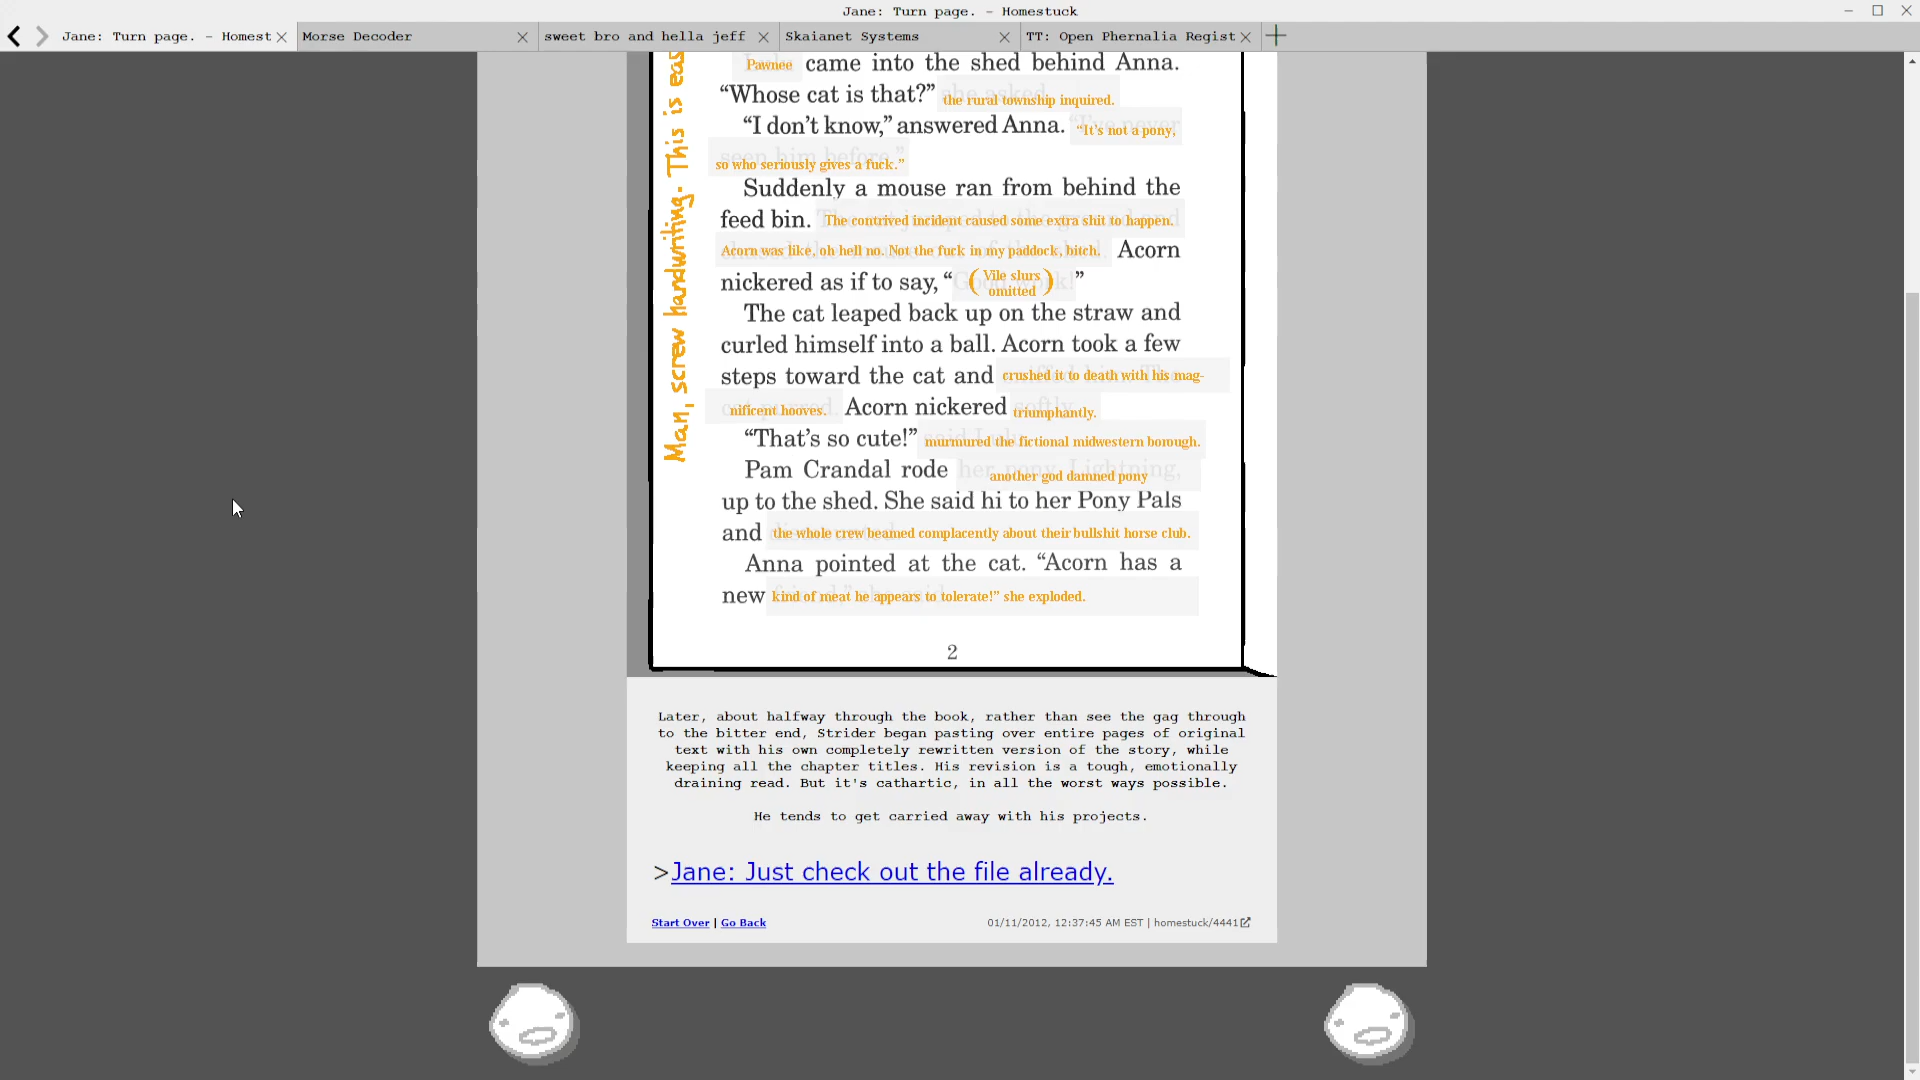 Jane: Turn page. - Homestuck
Jane: Turn page. - Homest
Morse Decoder
sweet bro and hella jeff
Skaianet Systems
TT: Open Phernalia Regist
Man, screw handwriting. This is eas
Pawnee came into the shed behind Anna.
“Whose cat is that?” the rural township inquired.
“I don’t know,” answered Anna. “It's not a pony,
so who seriously gives a fuck.”
Suddenly a mouse ran from behind the
feed bin. The contrived incident caused some extra shit to happen.
Acorn was like, oh hell no. Not the fuck in my paddock, bitch. Acorn
nickered as if to say, “(Vile slurs omitted)”
The cat leaped back up on the straw and
curled himself into a ball. Acorn took a few
steps toward the cat and crushed it to death with his mag-
nificent hooves. Acorn nickered triumphantly.
“That’s so cute!” murmured the fictional midwestern borough.
Pam Crandal rode another god damned pony
up to the shed. She said hi to her Pony Pals
and the whole crew beamed complacently about their bullshit horse club.
Anna pointed at the cat. “Acorn has a
new kind of meat he appears to tolerate!” she exploded.
2
Later, about halfway through the book, rather than see the gag through
to the bitter end, Strider began pasting over entire pages of original
text with his own completely rewritten version of the story, while
keeping all the chapter titles. His revision is a tough, emotionally
draining read. But it's cathartic, in all the worst ways possible.
He tends to get carried away with his projects.
>Jane: Just check out the file already.
Start Over | Go Back
01/11/2012, 12:37:45 AM EST | homestuck/4441